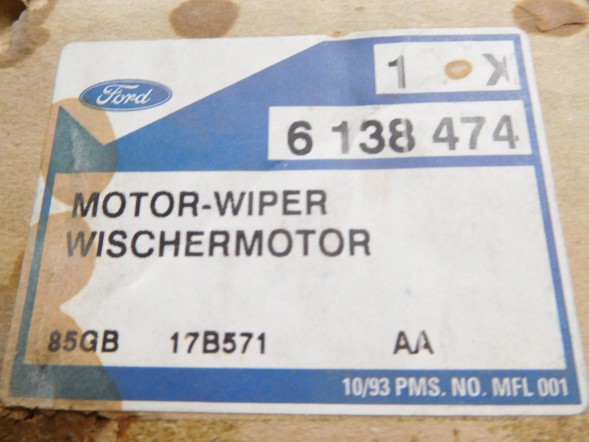 Ford
1 X
6 138 474
MOTOR-WIPER
WISCHERMOTOR
85GB 17B571 AA
10/93 PMS. NO. MFL 001